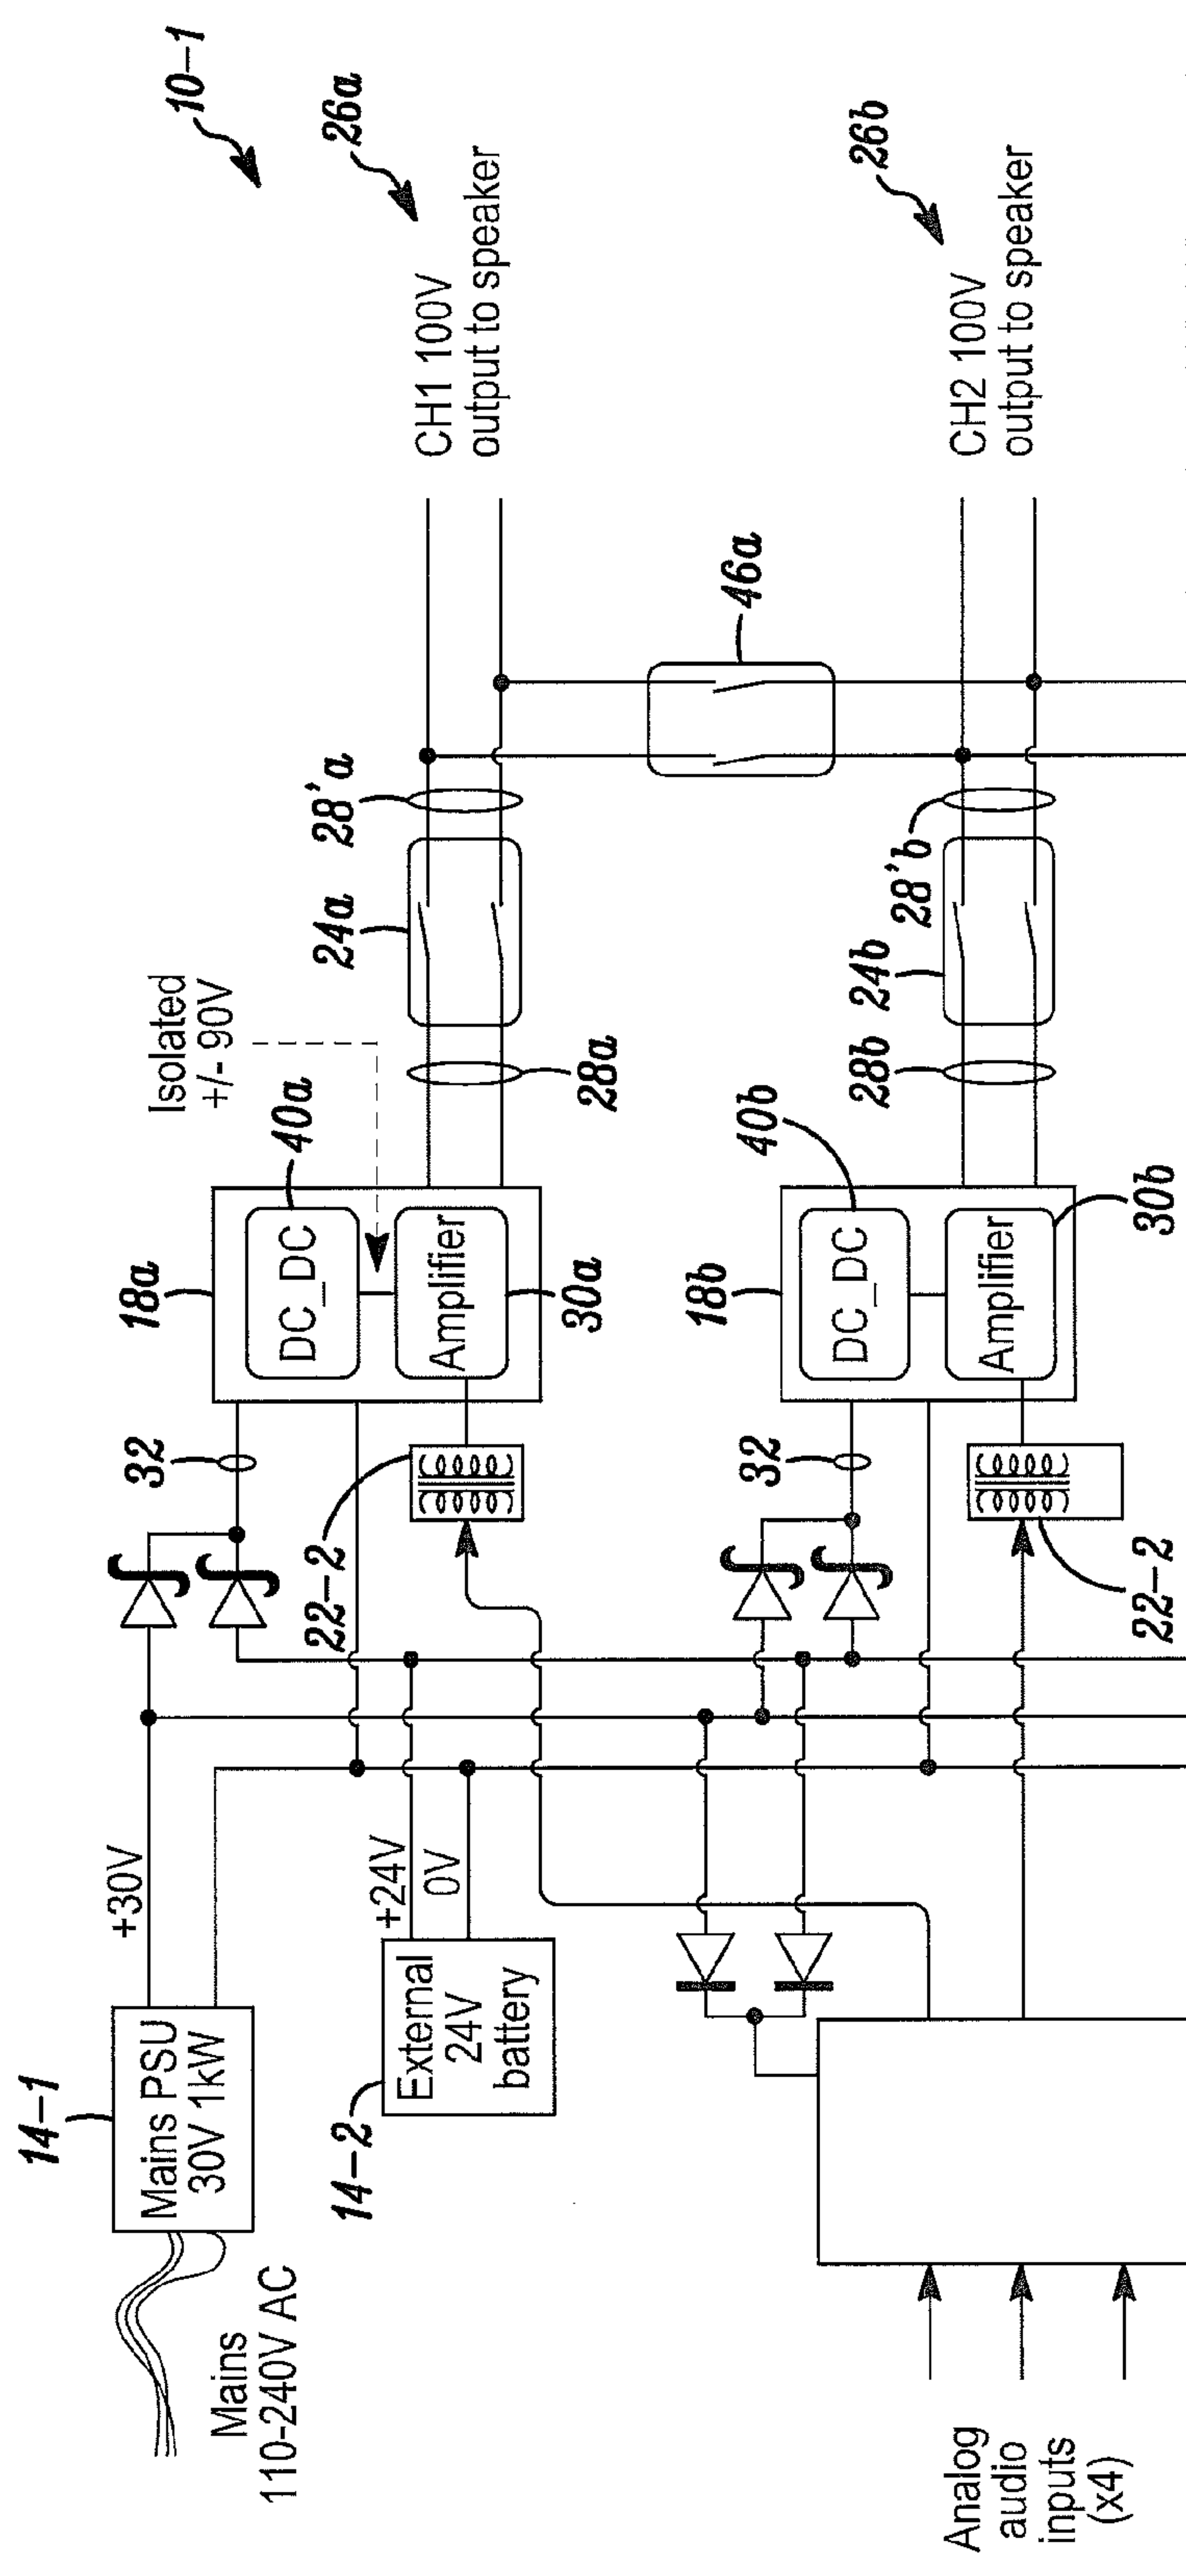 10-1
26a
CH1 100V
output to speaker
26b
CH2 100V
output to speaker
46a
28'a
24a
28a
Isolated
+/- 90V
28'b
24b
28b
18a
40a
DC_DC
Amplifier
30a
18b
40b
DC_DC
Amplifier
30b
32
22-2
32
22-2
+30V
+24V
0V
14-1
Mains PSU
30V 1kW
14-2
External
24V
battery
Mains
110-240V AC
Analog
audio
inputs
(x4)